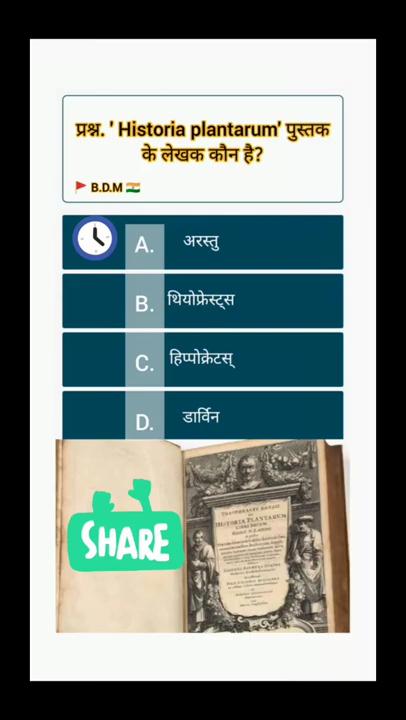 प्रश्न. ' Historia plantarum' पुस्तक
के लेखक कौन है?
🚩 B.D.M 🇮🇳
A. अरस्तु
B. थियोफ्रेस्ट्स
C. हिप्पोक्रेटस्
D. डार्विन
SHARE
HISTORIA PLANTARUM